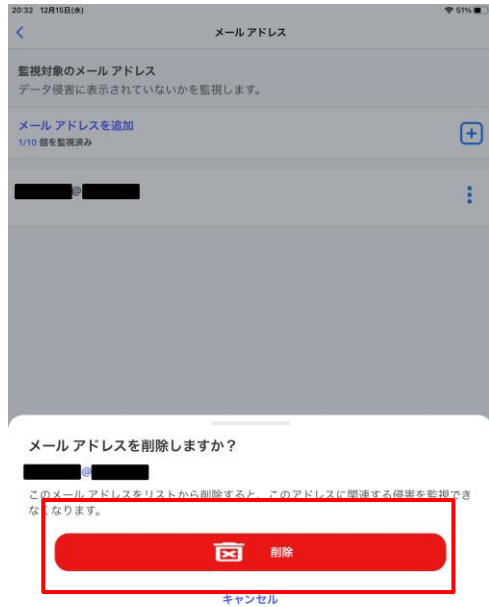 20:32 12月15日(水) 51%
メール アドレス
監視対象のメール アドレス
データ侵害に表示されていないかを監視します。
メール アドレスを追加
1/10 個を監視済み
@
メール アドレスを削除しますか？
@
このメール アドレスをリストから削除すると、このアドレスに関連する侵害を監視でき
なくなります。
削除
キャンセル